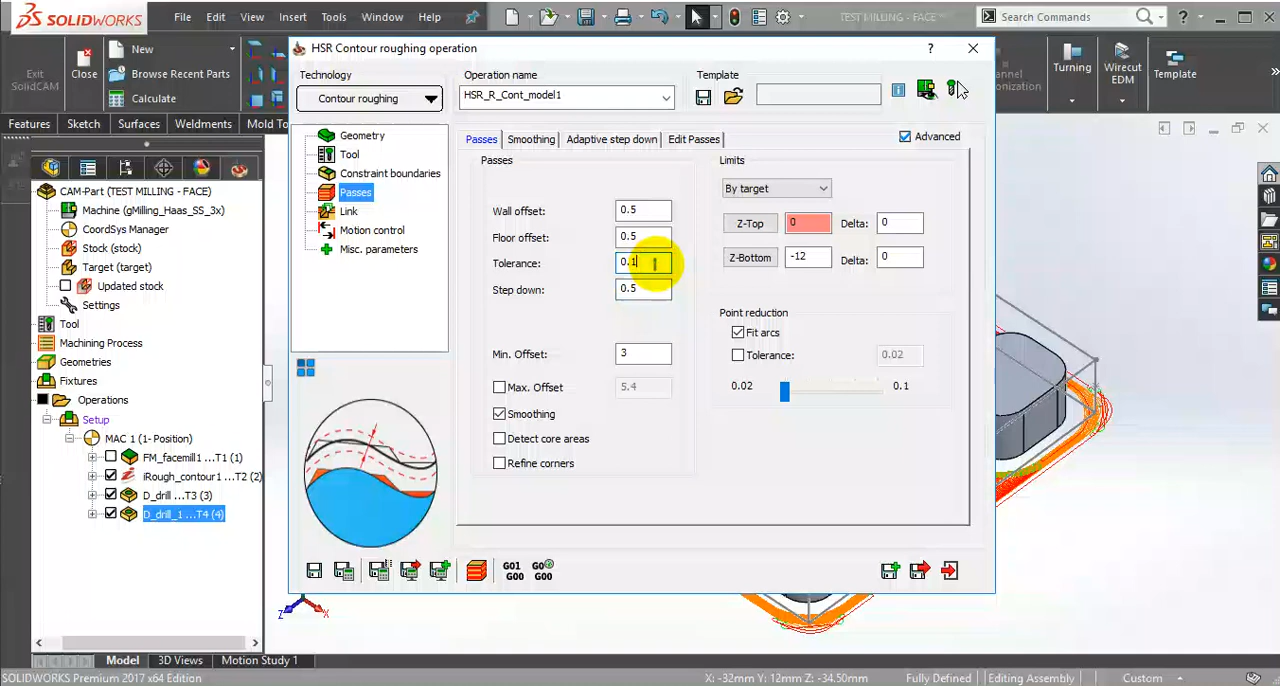 SOLIDWORKS
File
Edit
View
Insert
Tools
Window
Help
TEST MILLING - FACE
Search Commands
Exit
SolidCAM
Close
New
Browse Recent Parts
Calculate
Turning
Wirecut
EDM
Template
Features
Sketch
Surfaces
Weldments
Mold To
CAM-Part (TEST MILLING - FACE)
Machine (gMilling_Haas_SS_3x)
CoordSys Manager
Stock (stock)
Target (target)
Updated stock
Settings
Tool
Machining Process
Geometries
Fixtures
Operations
Setup
MAC 1 (1- Position)
FM_facemill1 ...T1 (1)
iRough_contour1 ...T2 (2)
D_drill ...T3 (3)
D_drill_1 ...T4 (4)
HSR Contour roughing operation
?
Technology
Contour roughing
Operation name
HSR_R_Cont_model1
Template
Geometry
Tool
Constraint boundaries
Passes
Link
Motion control
Misc. parameters
Passes
Smoothing
Adaptive step down
Edit Passes
Advanced
Passes
Wall offset: 0.5
Floor offset: 0.5
Tolerance: 0.1
Step down: 0.5
Min. Offset: 3
Max. Offset 5.4
Smoothing
Detect core areas
Refine corners
Limits
By target
Z-Top 0 Delta: 0
Z-Bottom -12 Delta: 0
Point reduction
Fit arcs
Tolerance: 0.02
0.02 0.1
G01
G00
G0
G00
Z
X
Model
3D Views
Motion Study 1
SOLIDWORKS Premium 2017 x64 Edition
X: -32mm Y: 12mm Z: -34.50mm
Fully Defined
Editing Assembly
Custom